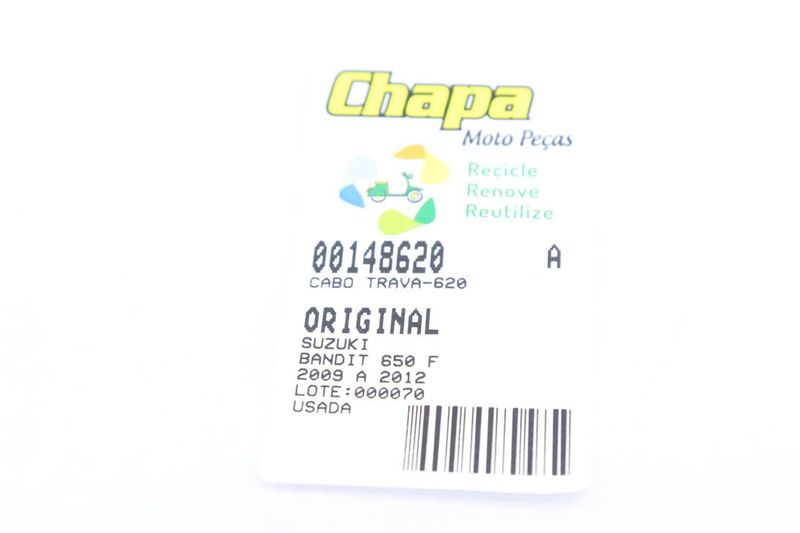 Chapa
Moto Peças
Recicle
Renove
Reutilize
00148620 A
CABO TRAVA-620
ORIGINAL
SUZUKI
BANDIT 650 F
2009 A 2012
LOTE:000070
USADA